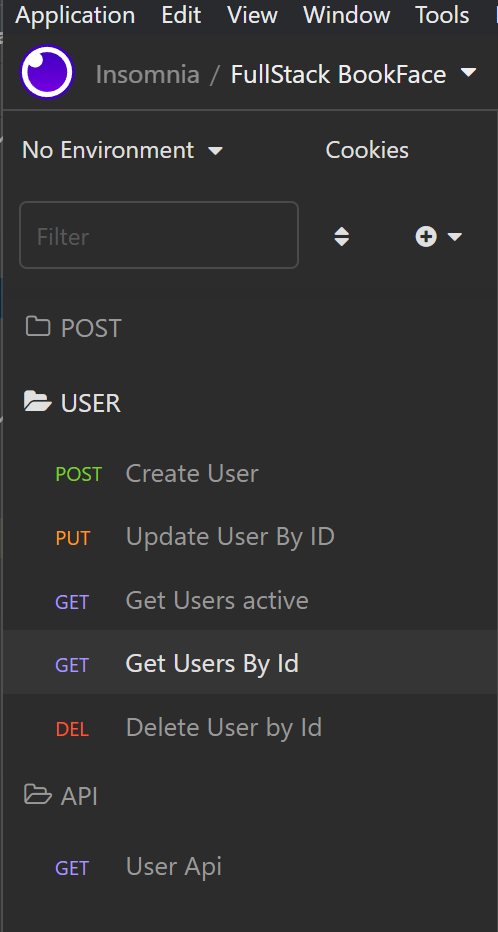 Application Edit View Window Tools
Insomnia / FullStack BookFace
No Environment Cookies
Filter
POST
USER
POST Create User
PUT Update User By ID
GET Get Users active
GET Get Users By Id
DEL Delete User by Id
API
GET User Api